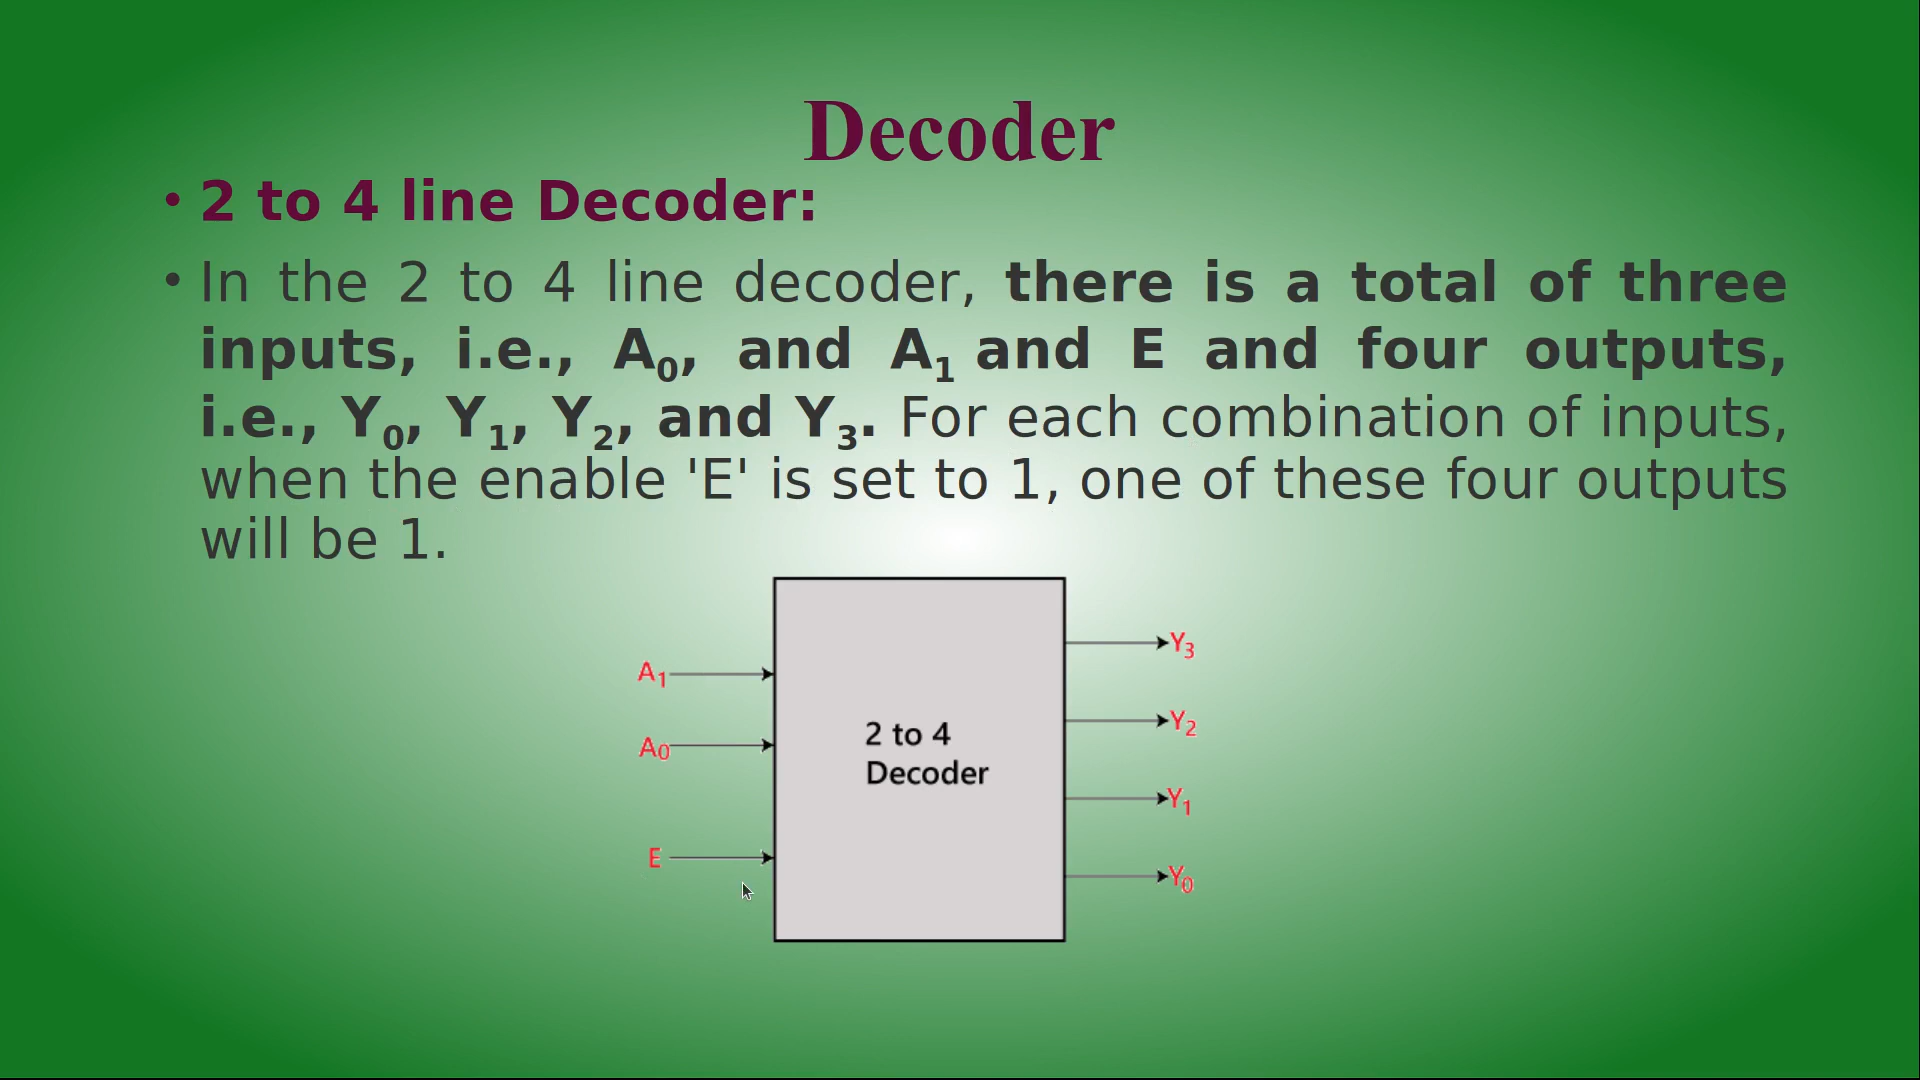 Decoder
• 2 to 4 line Decoder:
• In the 2 to 4 line decoder, there is a total of three
inputs, i.e., A₀, and A₁ and E and four outputs,
i.e., Y₀, Y₁, Y₂, and Y₃. For each combination of inputs,
when the enable 'E' is set to 1, one of these four outputs
will be 1.
A₁
A₀
E
2 to 4
Decoder
Y₃
Y₂
Y₁
Y₀